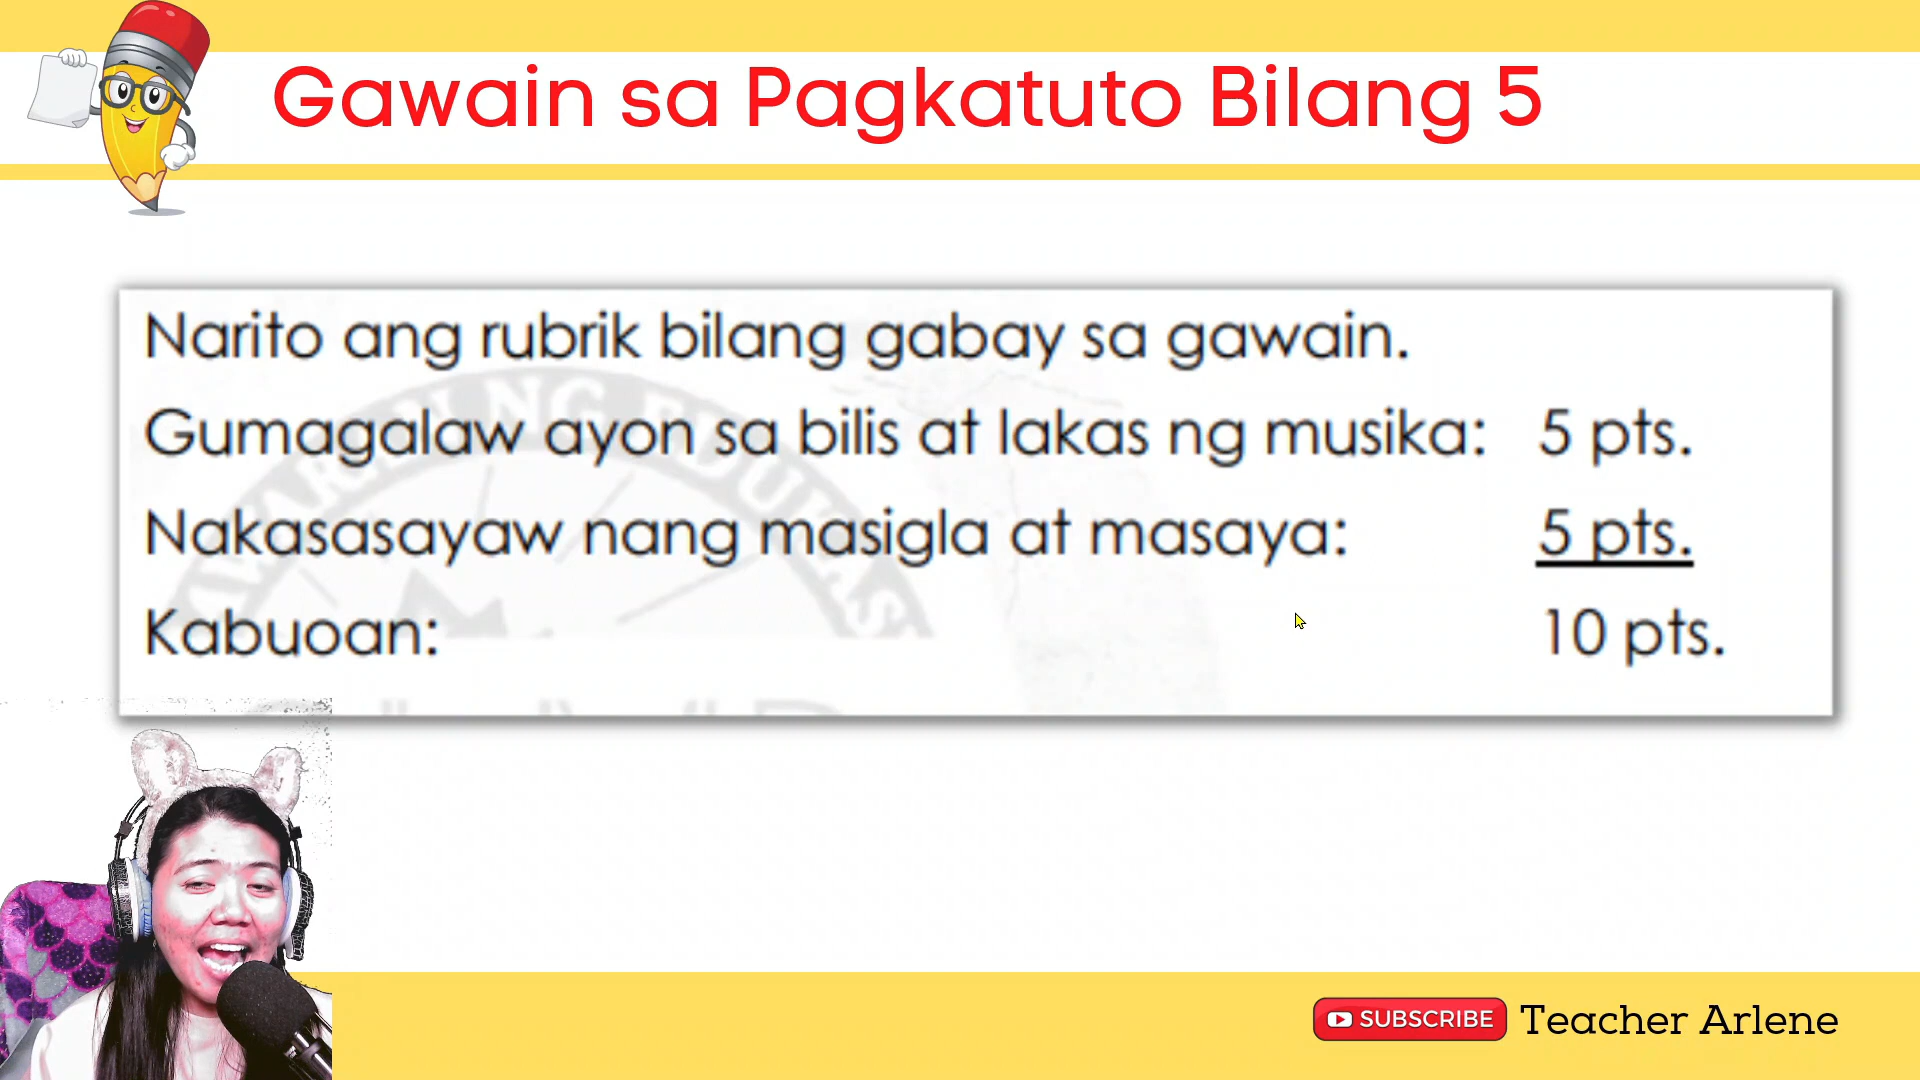 Gawain sa Pagkatuto Bilang 5
Narito ang rubrik bilang gabay sa gawain.
Gumagalaw ayon sa bilis at lakas ng musika: 5 pts.
Nakasasayaw nang masigla at masaya: 5 pts.
Kabuoan: 10 pts.
SUBSCRIBE Teacher Arlene